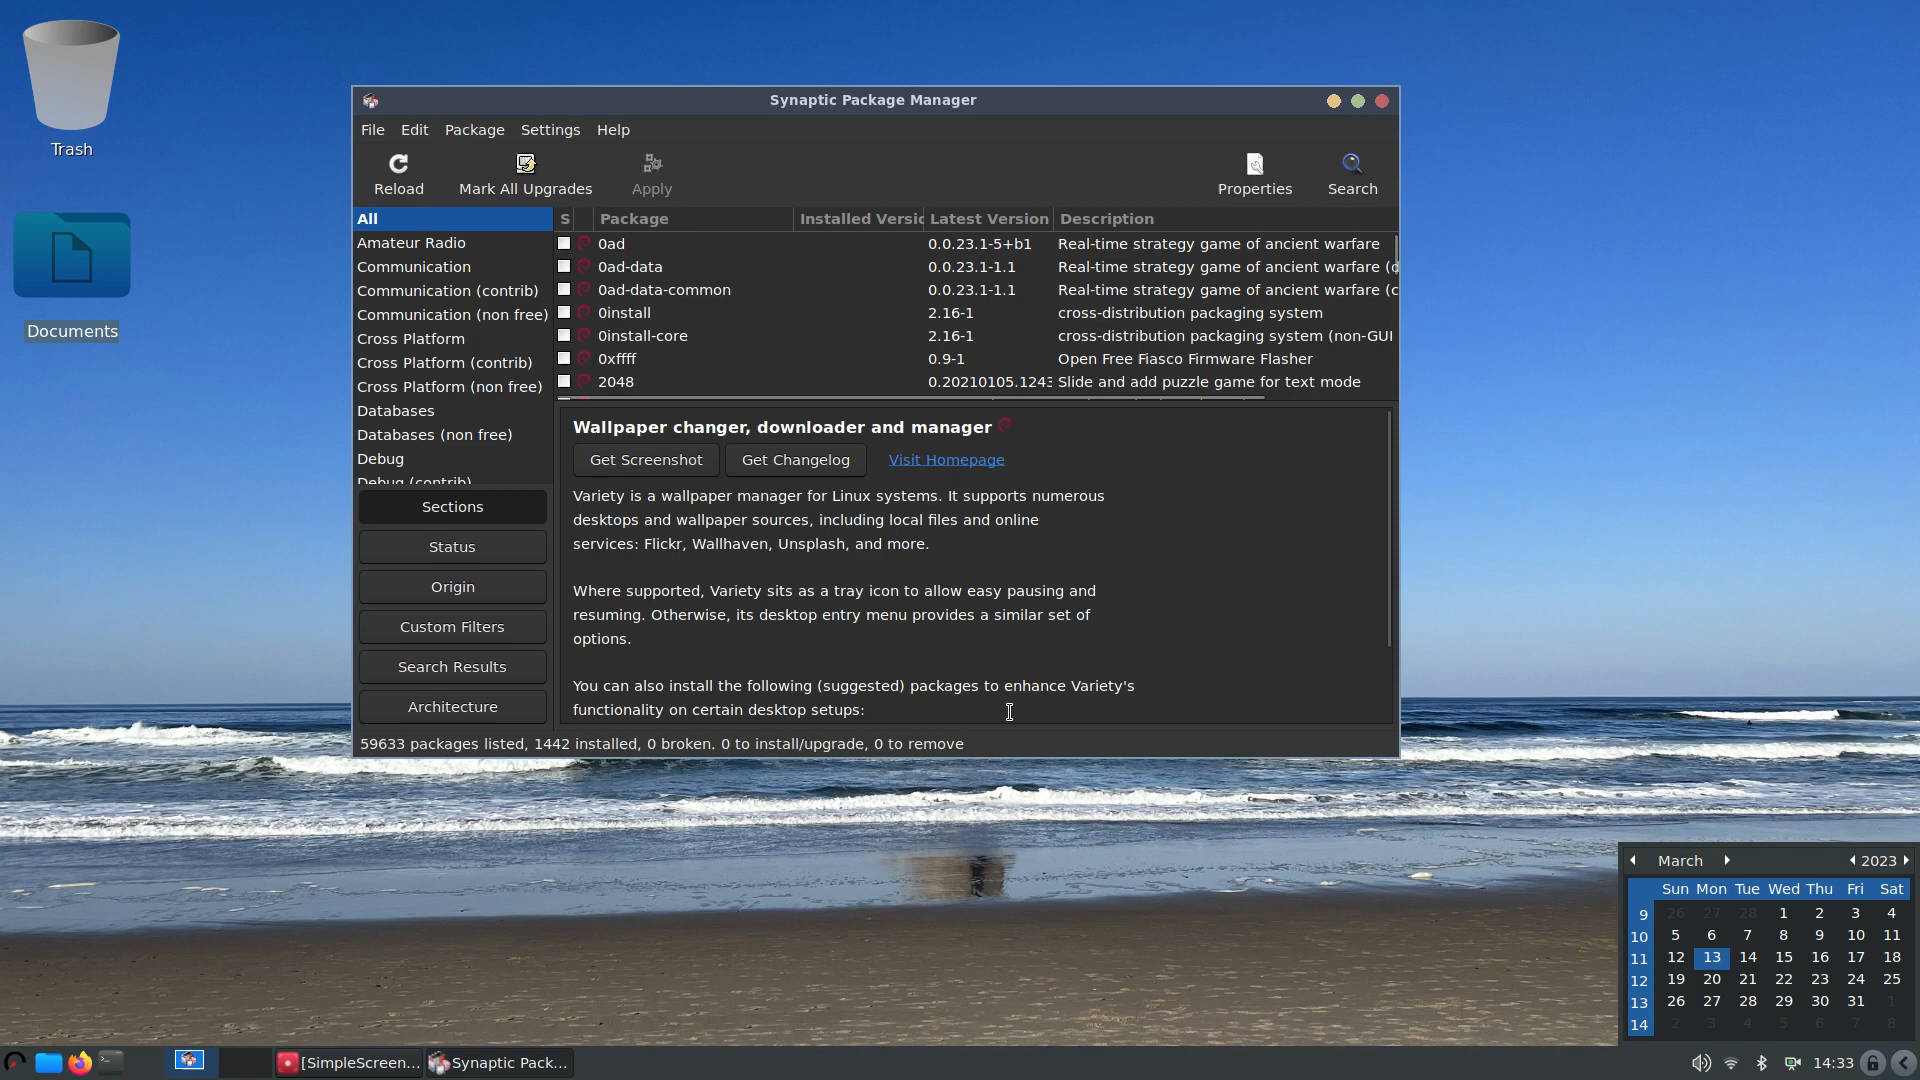 Trash
Documents
Synaptic Package Manager
File Edit Package Settings Help
Reload Mark All Upgrades Apply Properties Search
All
Amateur Radio
Communication
Communication (contrib)
Communication (non free)
Cross Platform
Cross Platform (contrib)
Cross Platform (non free)
Databases
Databases (non free)
Debug
Debug (contrib)
Sections
Status
Origin
Custom Filters
Search Results
Architecture
S Package Installed Versic Latest Version Description
0ad 0.0.23.1-5+b1 Real-time strategy game of ancient warfare
0ad-data 0.0.23.1-1.1 Real-time strategy game of ancient warfare (d
0ad-data-common 0.0.23.1-1.1 Real-time strategy game of ancient warfare (c
0install 2.16-1 cross-distribution packaging system
0install-core 2.16-1 cross-distribution packaging system (non-GUI
0xffff 0.9-1 Open Free Fiasco Firmware Flasher
2048 0.20210105.1243 Slide and add puzzle game for text mode
Wallpaper changer, downloader and manager
Get Screenshot Get Changelog Visit Homepage
Variety is a wallpaper manager for Linux systems. It supports numerous
desktops and wallpaper sources, including local files and online
services: Flickr, Wallhaven, Unsplash, and more.
Where supported, Variety sits as a tray icon to allow easy pausing and
resuming. Otherwise, its desktop entry menu provides a similar set of
options.
You can also install the following (suggested) packages to enhance Variety's
functionality on certain desktop setups:
59633 packages listed, 1442 installed, 0 broken. 0 to install/upgrade, 0 to remove
March 2023
Sun Mon Tue Wed Thu Fri Sat
9 26 27 28 1 2 3 4
10 5 6 7 8 9 10 11
11 12 13 14 15 16 17 18
12 19 20 21 22 23 24 25
13 26 27 28 29 30 31 1
14 2 3 4 5 6 7 8
[SimpleScreen... Synaptic Pack... 14:33